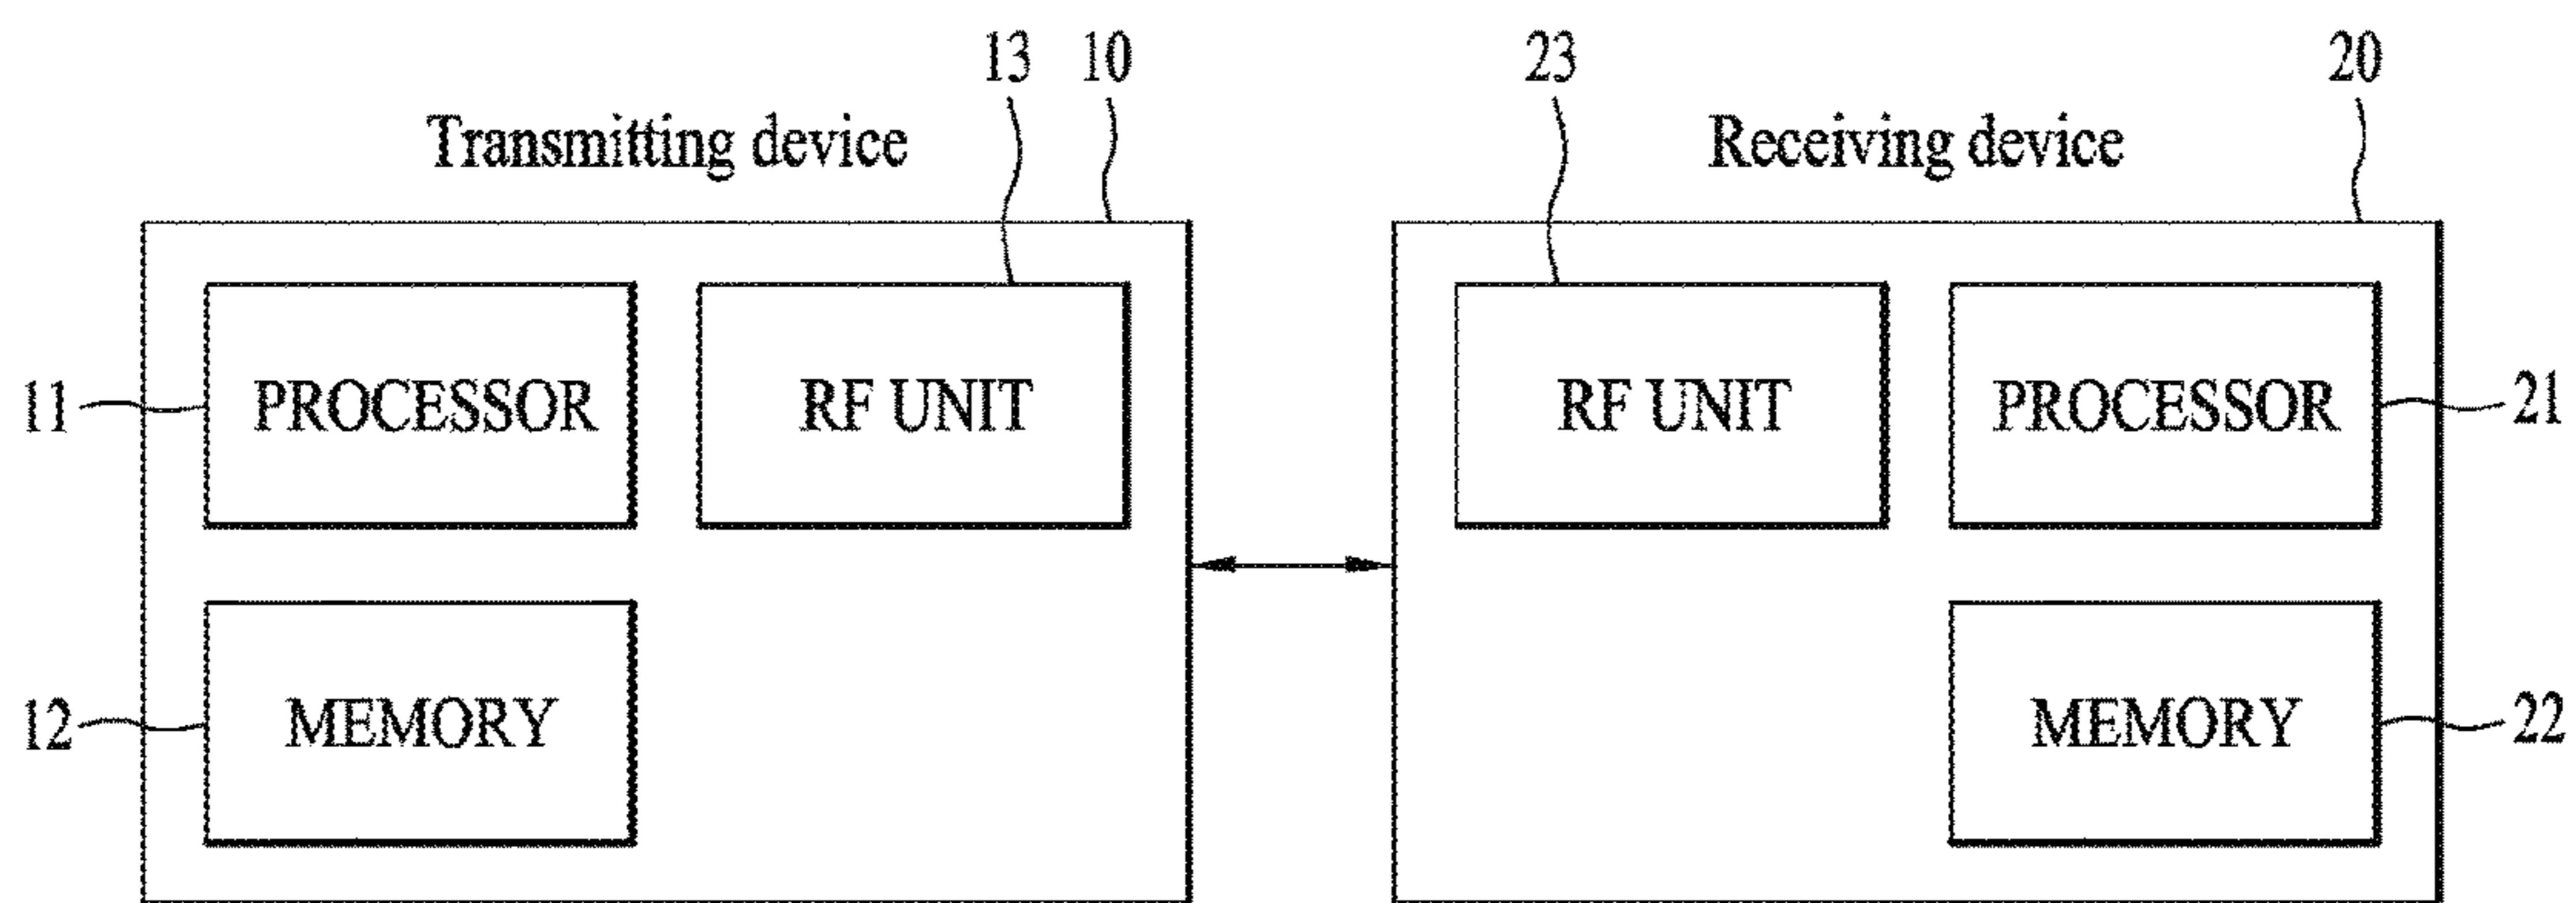 13 10 23 20
Transmitting device Receiving device
11 PROCESSOR RF UNIT RF UNIT PROCESSOR 21
12 MEMORY MEMORY 22